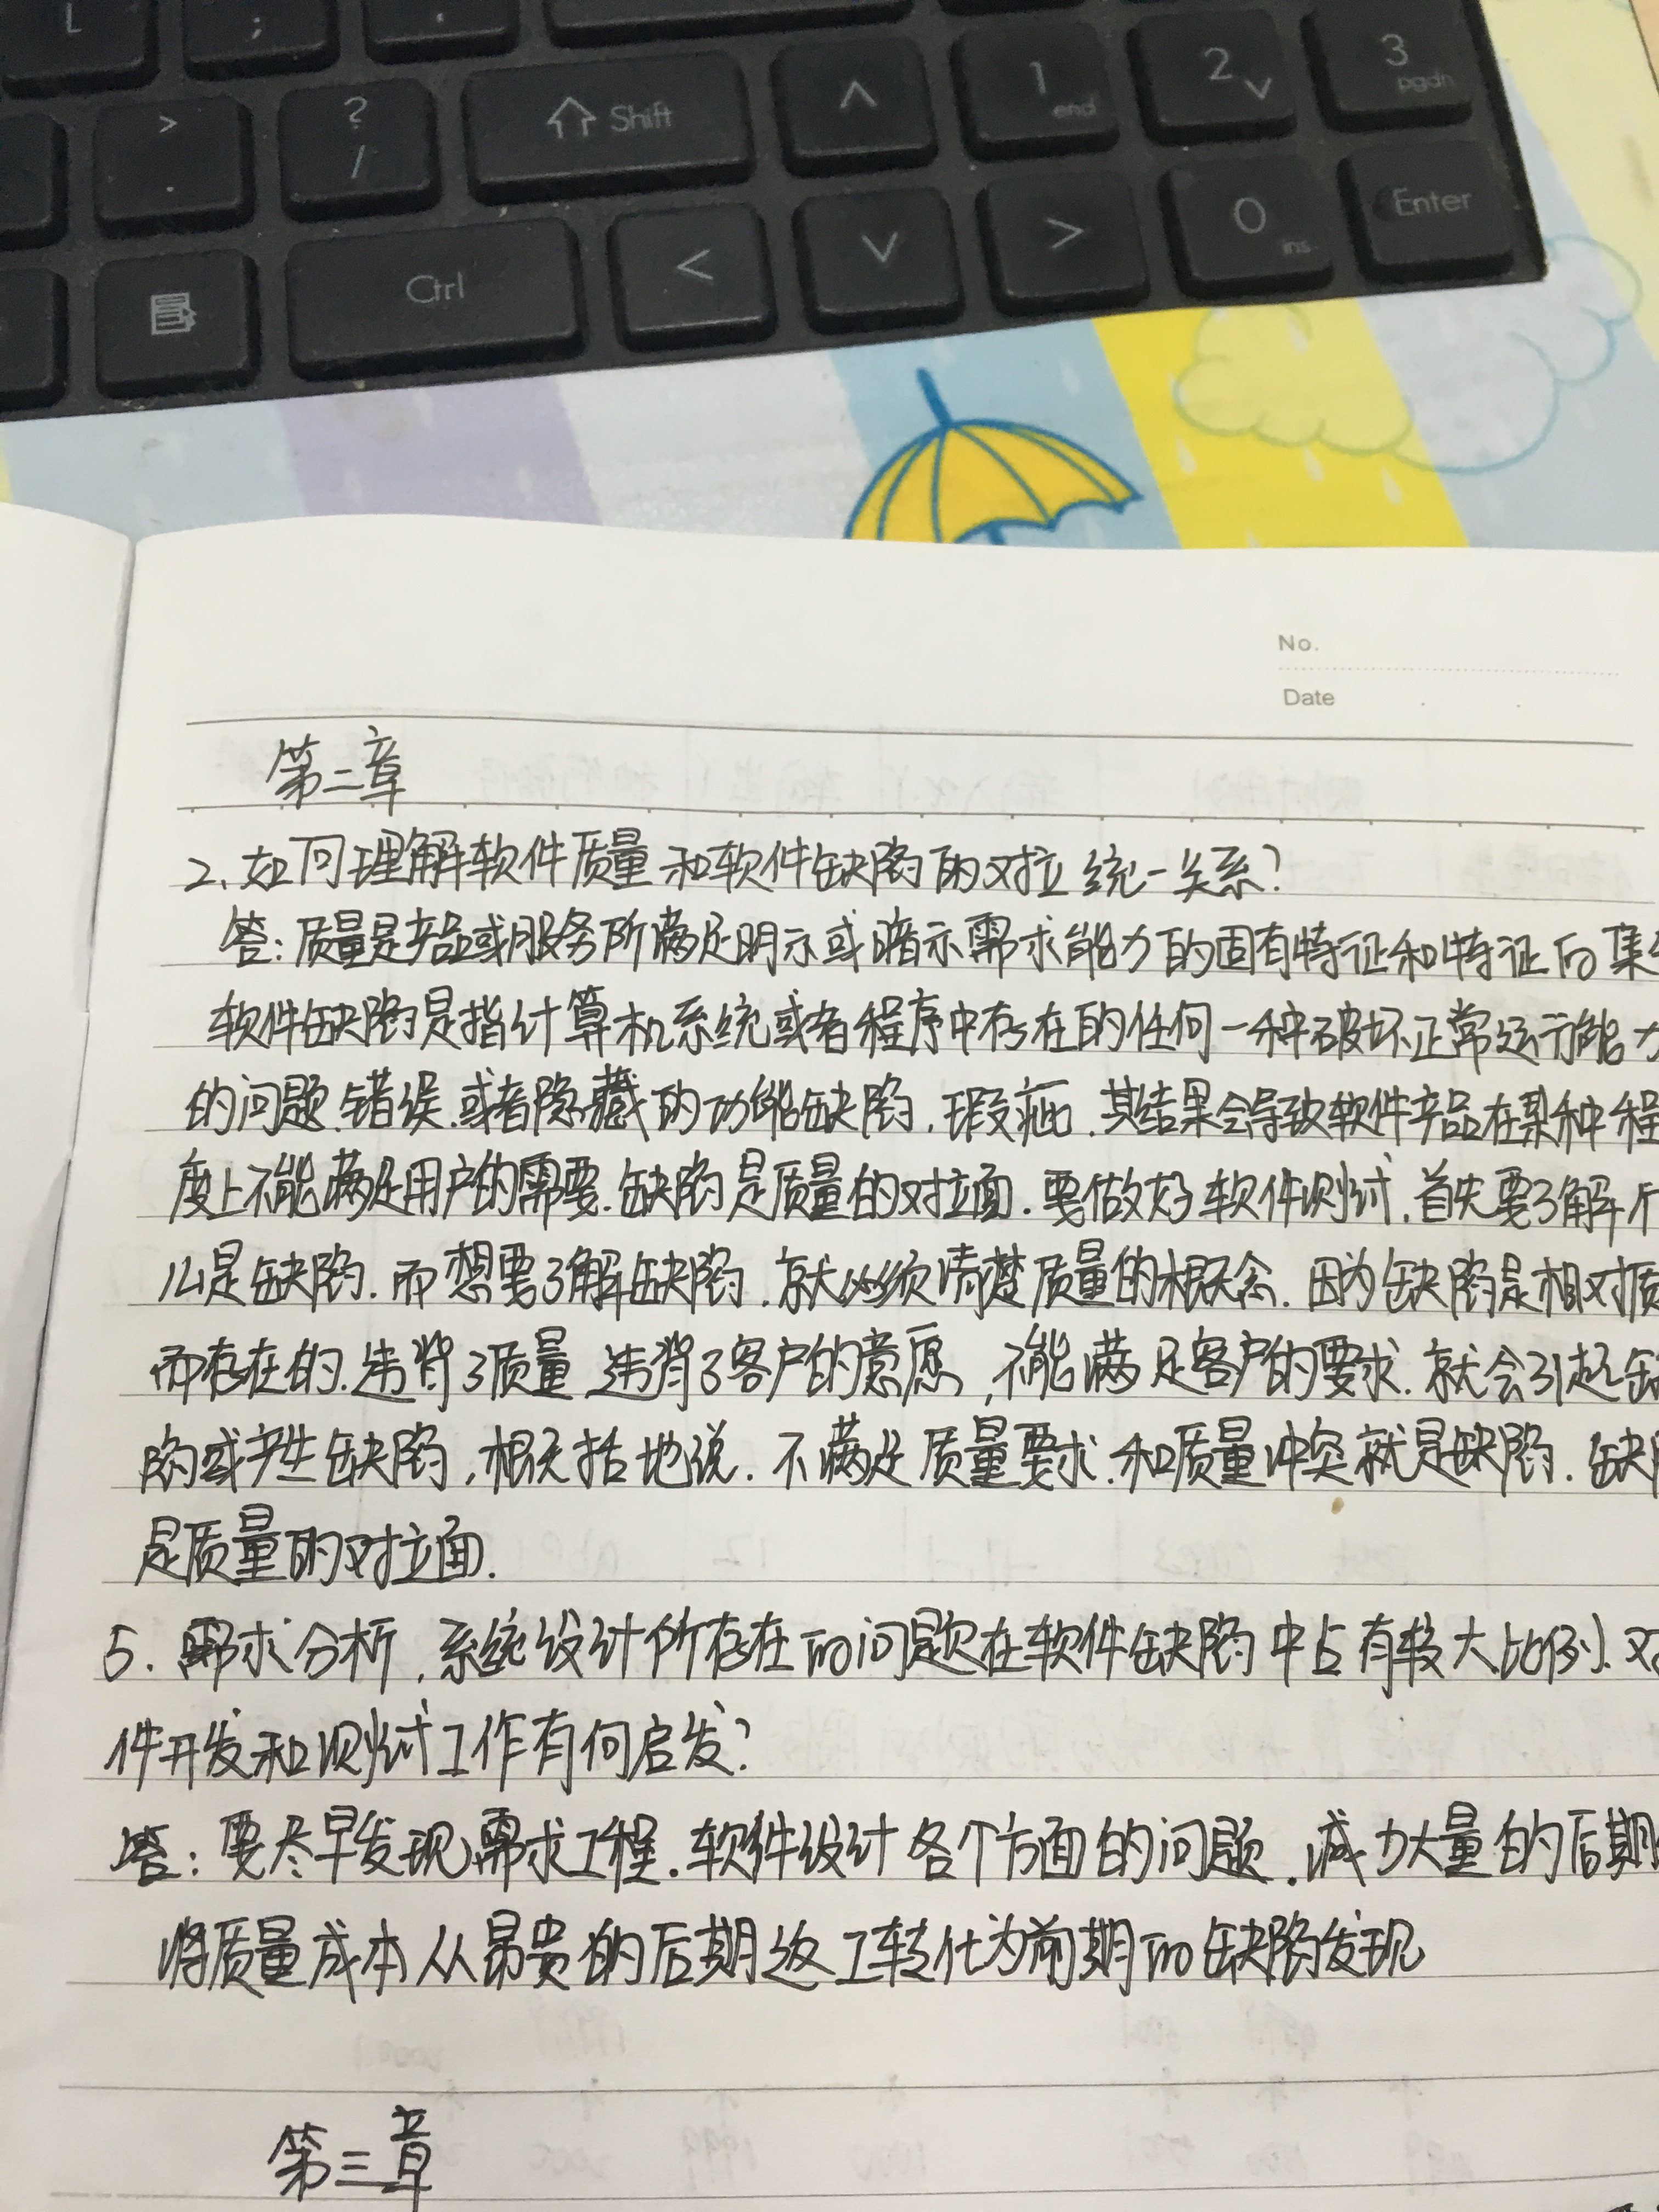 L
;
>
.
?
/
Shift
1
end
2
3
pgdn
Ctrl
0
ins
Enter
No.
Date
第二章
2. 如何理解软件质量和软件缺陷的对立统一关系?
答: 质量是产品或服务所满足明示或暗示需求能力的固有特征和特征的集
软件缺陷是指计算机系统或者程序中存在的任何一种破坏正常运行能力
的问题.错误.或者隐藏的功能缺陷,瑕疵.其结果会导致软件产品在某种程
度上不能满足用户的需要.缺陷是质量的对立面.要做好软件测试,首先要了解什
么是缺陷.而想要了解缺陷,就必须清楚质量的概念.因为缺陷是相对质
而存在的.违背了质量,违背了客户的意愿,不能满足客户的要求.就会引起缺
陷或产生缺陷,概括地说.不满足质量要求.和质量冲突就是缺陷.缺陷
是质量的对立面.
5. 需求分析,系统设计所存在的问题在软件缺陷中占有较大比例.对
件开发和测试工作有何启发?
答: 要尽早发现需求工程.软件设计各个方面的问题.减少大量的后期
将质量成本从昂贵的后期返工转化为前期的缺陷发现
第三章